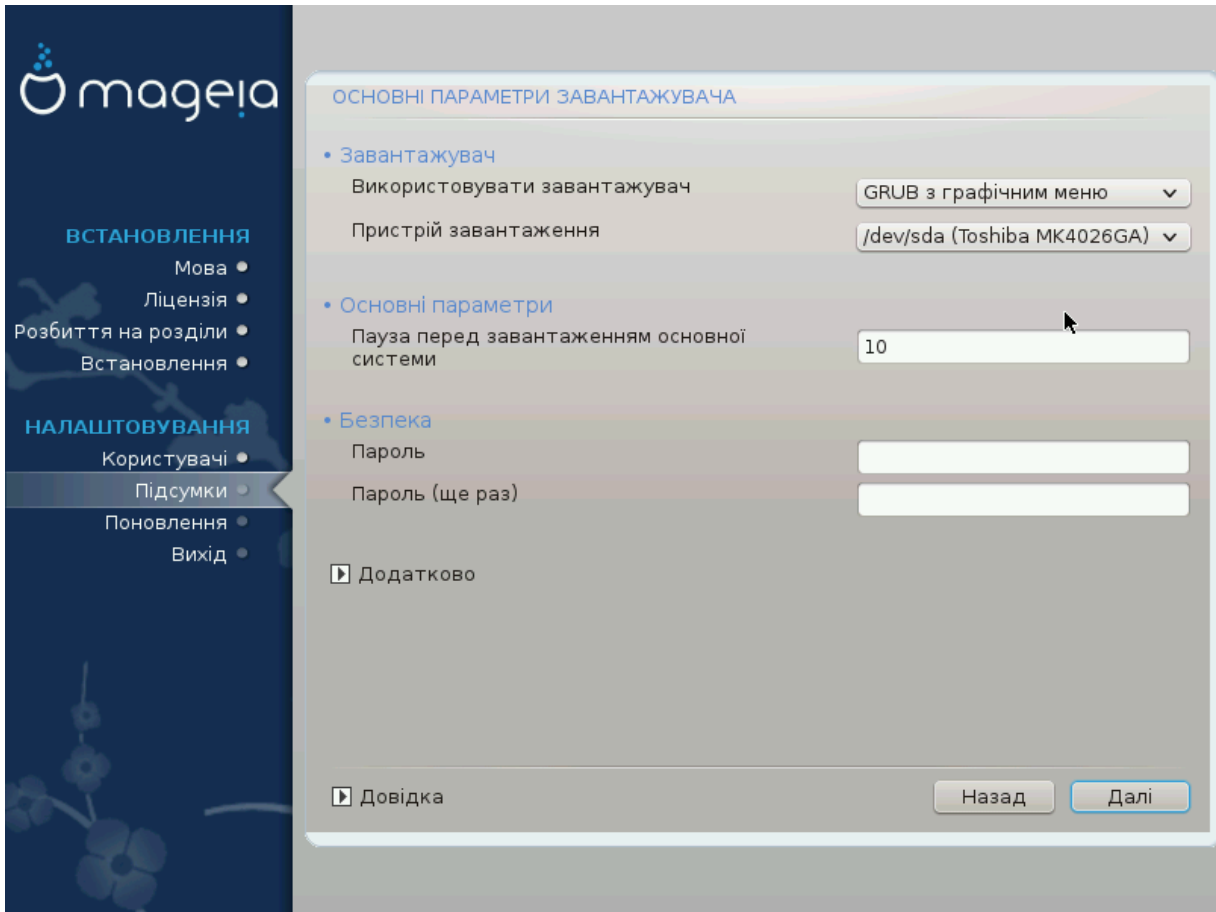 mageia
ВСТАНОВЛЕННЯ
Мова
Ліцензія
Розбиття на розділи
Встановлення
НАЛАШТОВУВАННЯ
Користувачі
Підсумки
Поновлення
Вихід
ОСНОВНІ ПАРАМЕТРИ ЗАВАНТАЖУВАЧА
• Завантажувач
Використовувати завантажувач
GRUB з графічним меню
Пристрій завантаження
/dev/sda (Toshiba MK4026GA)
• Основні параметри
Пауза перед завантаженням основної
системи
10
• Безпека
Пароль
Пароль (ще раз)
Додатково
Довідка
Назад
Далі